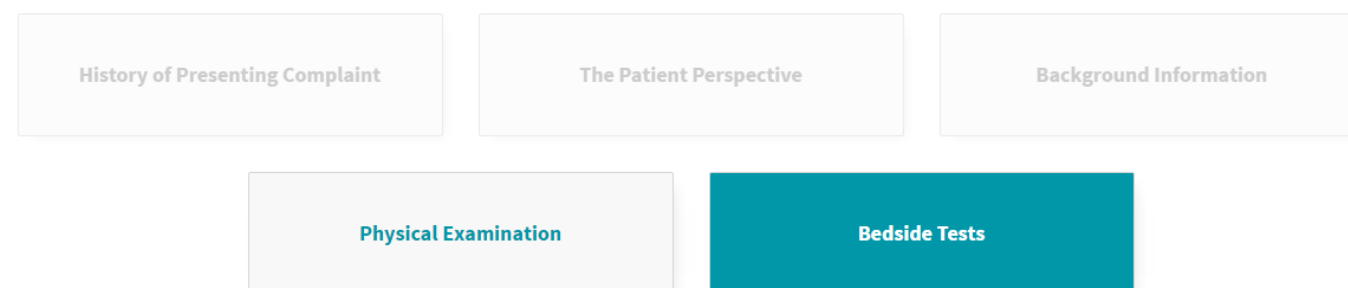 History of Presenting Complaint
The Patient Perspective
Background Information
Physical Examination
Bedside Tests